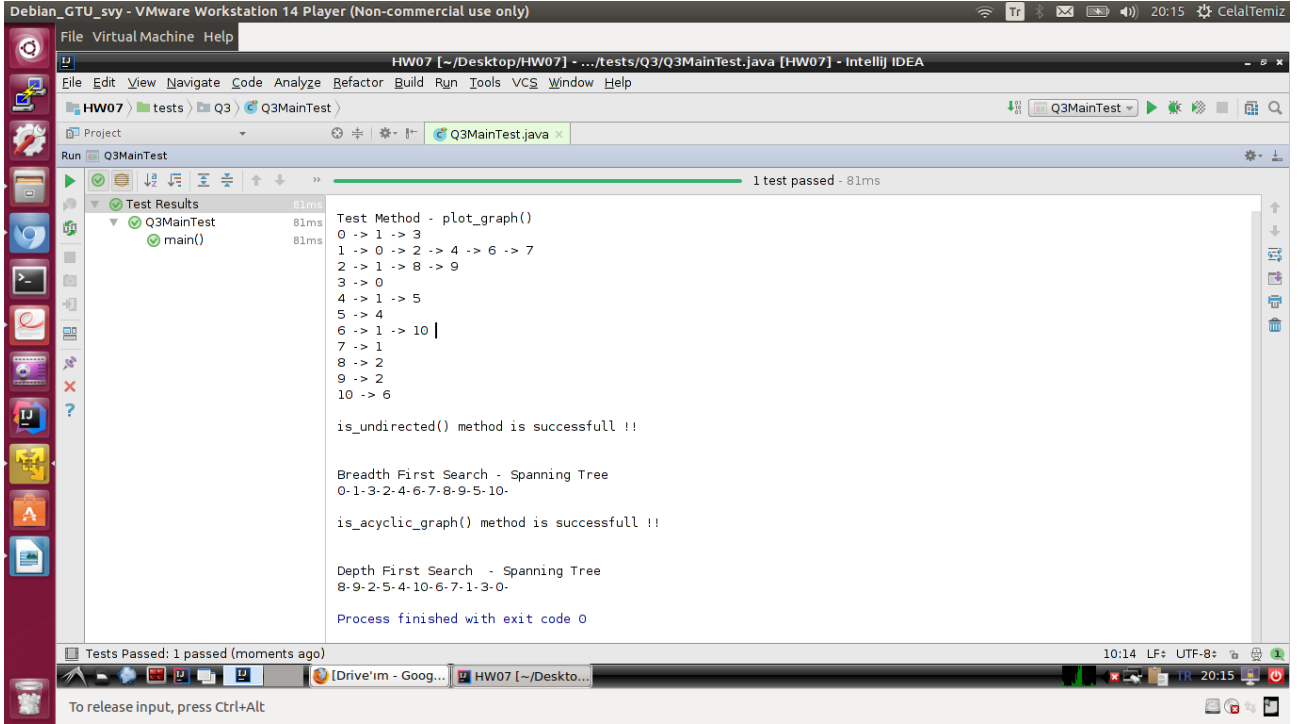 Debian_GTU_svy - VMware Workstation 14 Player (Non-commercial use only) Tr 20:15 CelalTemiz
File Virtual Machine Help
HW07 [~/Desktop/HW07] - .../tests/Q3/Q3MainTest.java [HW07] - IntelliJ IDEA
File Edit View Navigate Code Analyze Refactor Build Run Tools VCS Window Help
HW07 tests Q3 Q3MainTest Q3MainTest
Project Q3MainTest.java
Run Q3MainTest
1 test passed - 81ms
Test Results 81ms
Q3MainTest 81ms
main() 81ms
Test Method - plot_graph()
0 -> 1 -> 3
1 -> 0 -> 2 -> 4 -> 6 -> 7
2 -> 1 -> 8 -> 9
3 -> 0
4 -> 1 -> 5
5 -> 4
6 -> 1 -> 10
7 -> 1
8 -> 2
9 -> 2
10 -> 6
is_undirected() method is successfull !!
Breadth First Search - Spanning Tree
0-1-3-2-4-6-7-8-9-5-10-
is_acyclic_graph() method is successfull !!
Depth First Search  - Spanning Tree
8-9-2-5-4-10-6-7-1-3-0-
Process finished with exit code 0
Tests Passed: 1 passed (moments ago) 10:14 LF÷ UTF-8÷ 1
[Drive'ım - Goog... HW07 [~/Deskto... TR 20:15
To release input, press Ctrl+Alt